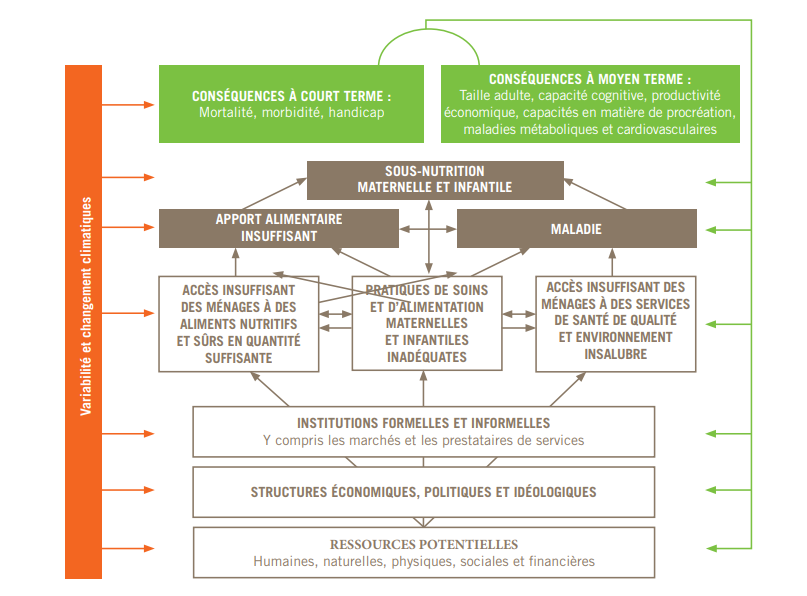 Variabilité et changement climatiques
CONSÉQUENCES À COURT TERME :
Mortalité, morbidité, handicap
CONSÉQUENCES À MOYEN TERME :
Taille adulte, capacité cognitive, productivité
économique, capacités en matière de procréation,
maladies métaboliques et cardiovasculaires
SOUS-NUTRITION
MATERNELLE ET INFANTILE
APPORT ALIMENTAIRE
INSUFFISANT
MALADIE
ACCÈS INSUFFISANT
DES MÉNAGES À DES
ALIMENTS NUTRITIFS
ET SÛRS EN QUANTITÉ
SUFFISANTE
PRATIQUES DE SOINS
ET D'ALIMENTATION
MATERNELLES
ET INFANTILES
INADÉQUATES
ACCÈS INSUFFISANT DES
MÉNAGES À DES SERVICES
DE SANTÉ DE QUALITÉ
ET ENVIRONNEMENT
INSALUBRE
INSTITUTIONS FORMELLES ET INFORMELLES
Y compris les marchés et les prestataires de services
STRUCTURES ÉCONOMIQUES, POLITIQUES ET IDÉOLOGIQUES
RESSOURCES POTENTIELLES
Humaines, naturelles, physiques, sociales et financières